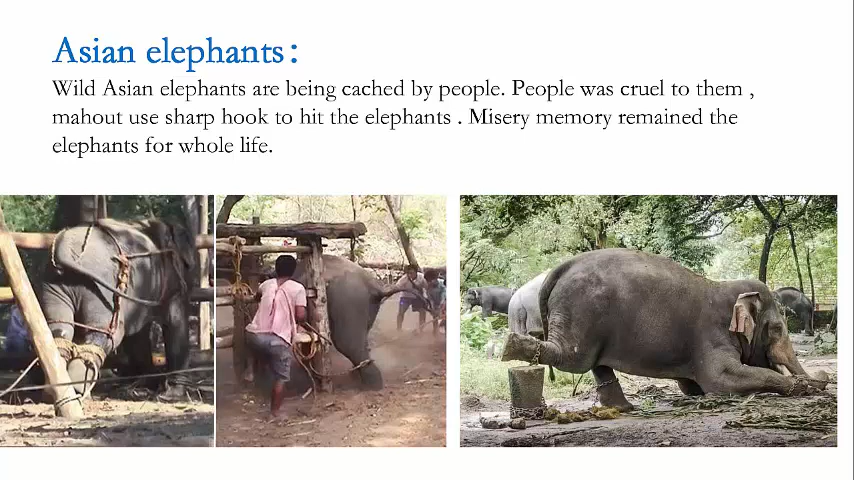 Asian elephants:
Wild Asian elephants are being cached by people. People was cruel to them ,
mahout use sharp hook to hit the elephants . Misery memory remained the
elephants for whole life.